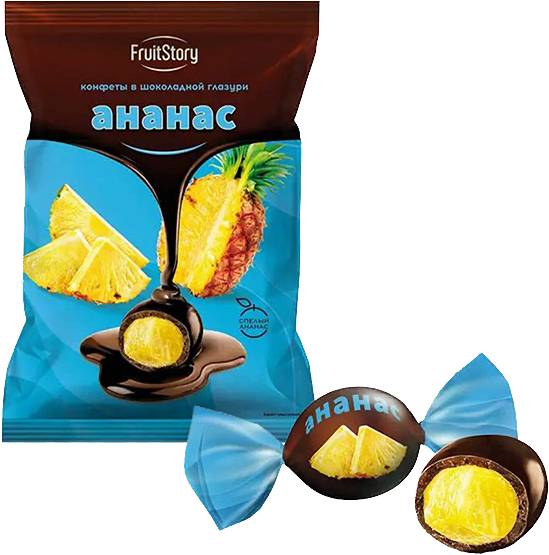 FruitStory
конфеты в шоколадной глазури
ананас
СПЕЛЫЙ
АНАНАС
ананас